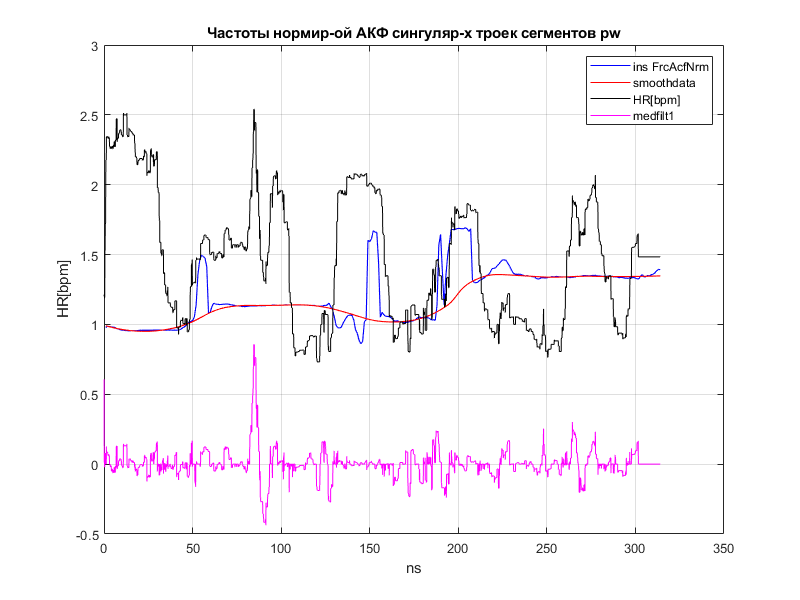 Частоты нормир-ой АКФ сингуляр-х троек сегментов pw
3
2.5
2
1.5
1
0.5
0
-0.5
HR[bpm]
ins FrcAcfNrm
smoothdata
HR[bpm]
medfilt1
0
50
100
150
200
250
300
350
ns